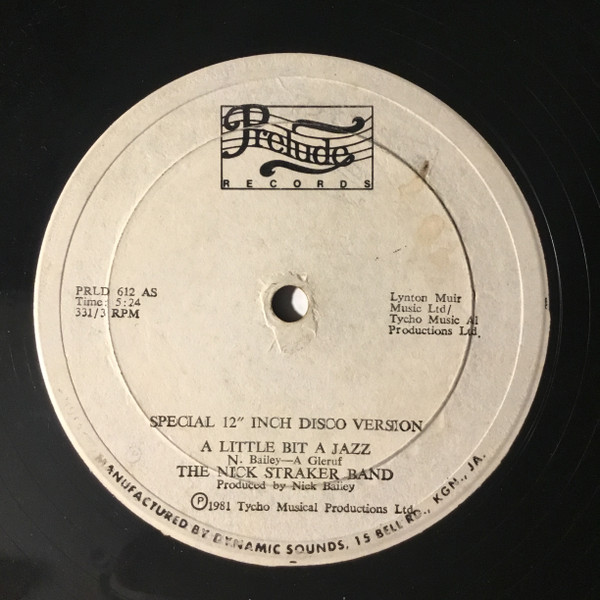 Prelude
RECORDS
PRLD 612 AS
Time: 5:24
331/3 RPM
Lynton Muir
Music Ltd/
Tycho Music Al
Productions Ltd.
SPECIAL 12" INCH DISCO VERSION
A LITTLE BIT A JAZZ
N. Bailey—A Gleruf
THE NICK STRAKER BAND
Produced by Nick Bailey
Ⓟ1981 Tycho Musical Productions Ltd.
MANUFACTURED BY DYNAMIC SOUNDS, 15 BELL RD., KGN., JA.